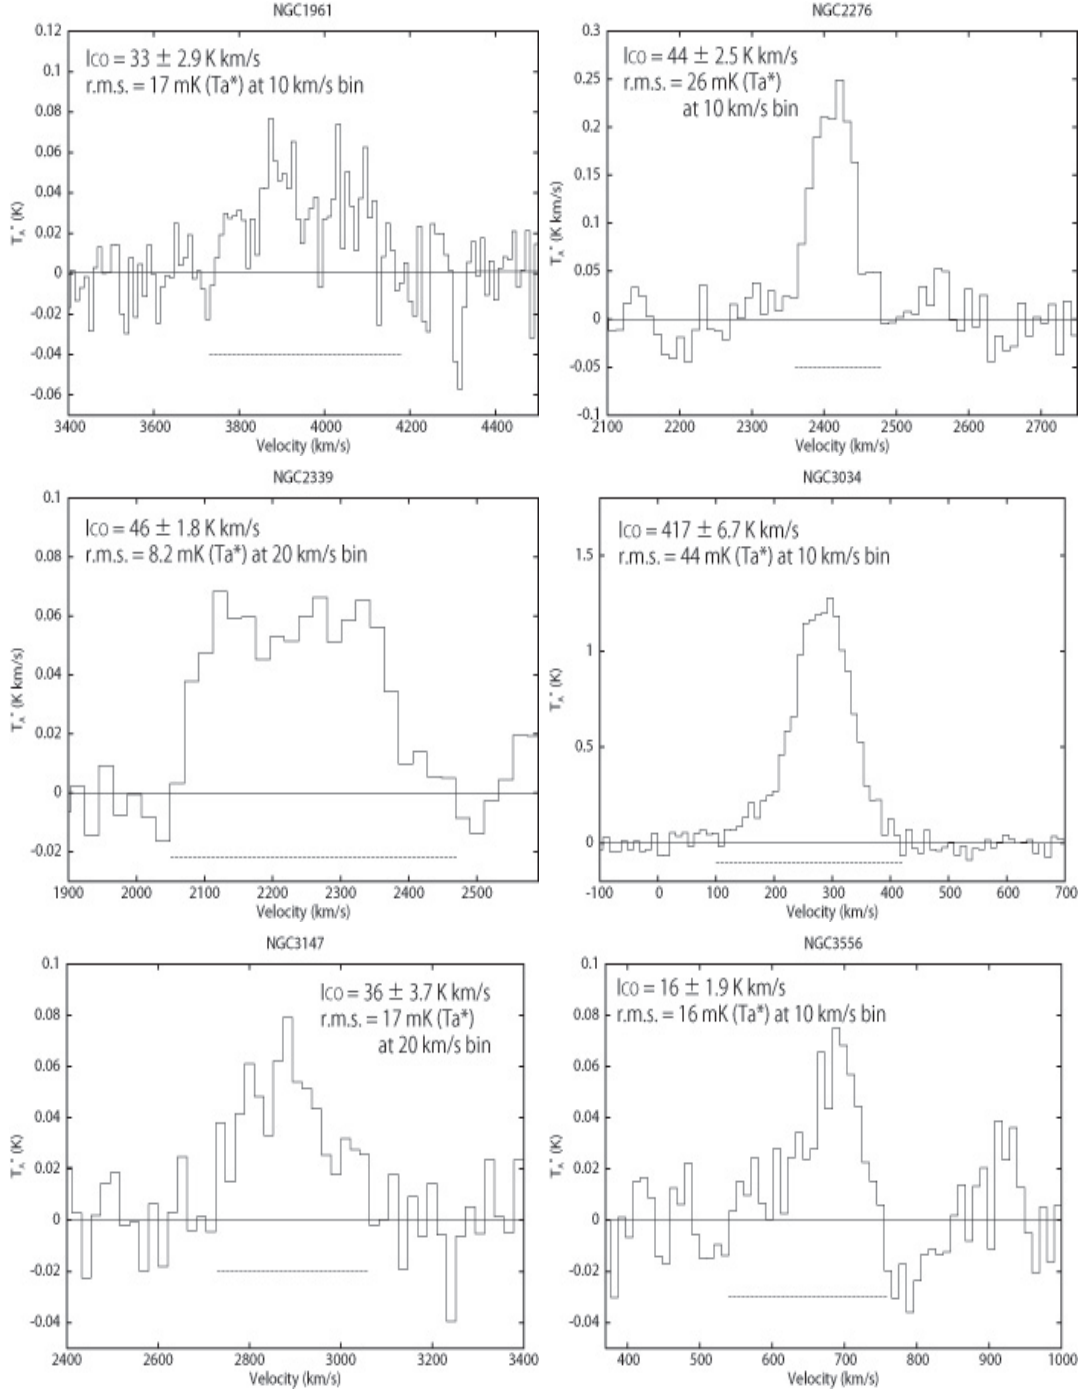 NGC1961
0.12
0.1
0.08
0.06
0.04
0.02
0
-0.02
-0.04
-0.06
TA* (K)
ICO = 33 ± 2.9 K km/s
r.m.s. = 17 mK (Ta*) at 10 km/s bin
3400 3600 3800 4000 4200 4400
Velocity (km/s)
NGC2276
0.3
0.25
0.2
0.15
0.1
0.05
0
-0.05
-0.1
TA* (K km/s)
ICO = 44 ± 2.5 K km/s
r.m.s. = 26 mK (Ta*)
at 10 km/s bin
2100 2200 2300 2400 2500 2600 2700
Velocity (km/s)
NGC2339
0.1
0.08
0.06
0.04
0.02
0
-0.02
TA* (K km/s)
ICO = 46 ± 1.8 K km/s
r.m.s. = 8.2 mK (Ta*) at 20 km/s bin
1900 2000 2100 2200 2300 2400 2500
Velocity (km/s)
NGC3034
1.5
1
0.5
0
TA* (K)
ICO = 417 ± 6.7 K km/s
r.m.s. = 44 mK (Ta*) at 10 km/s bin
-100 0 100 200 300 400 500 600 700
Velocity (km/s)
NGC3147
0.1
0.08
0.06
0.04
0.02
0
-0.02
-0.04
TA* (K)
ICO = 36 ± 3.7 K km/s
r.m.s. = 17 mK (Ta*)
at 20 km/s bin
2400 2600 2800 3000 3200 3400
Velocity (km/s)
NGC3556
0.1
0.08
0.06
0.04
0.02
0
-0.02
-0.04
TA* (K)
ICO = 16 ± 1.9 K km/s
r.m.s. = 16 mK (Ta*) at 10 km/s bin
400 500 600 700 800 900 1000
Velocity (km/s)